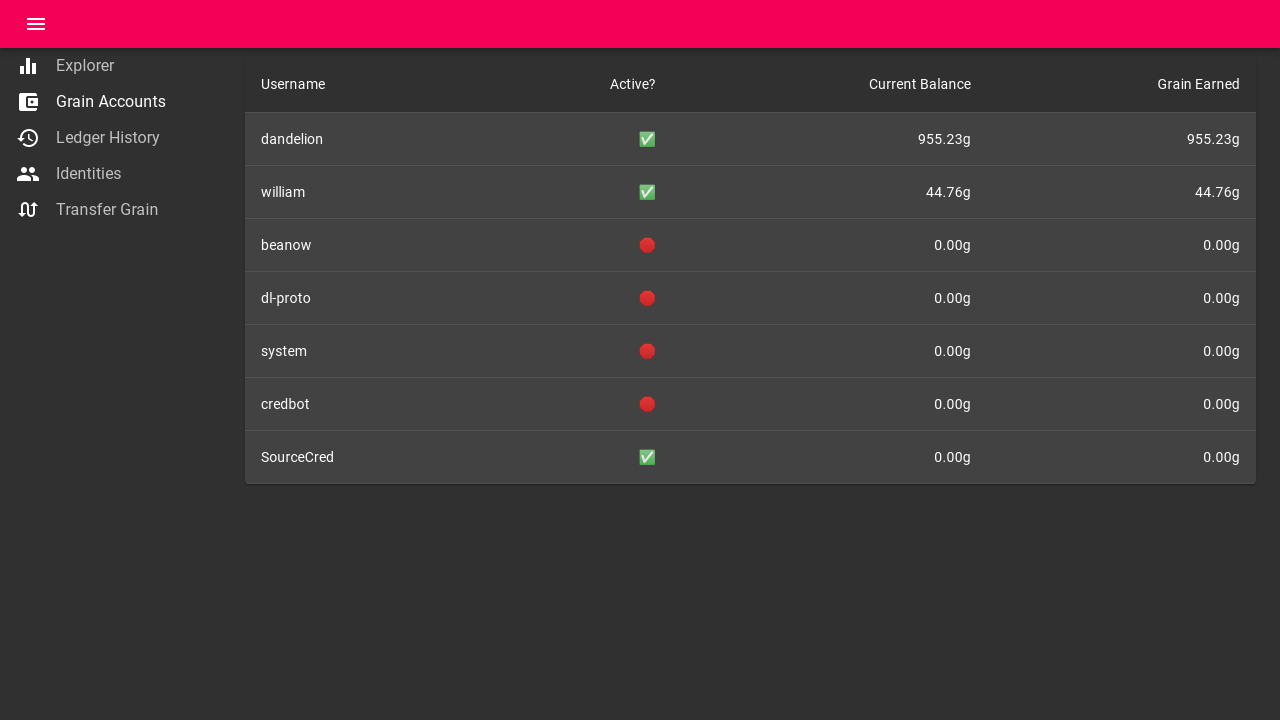 Explorer
Grain Accounts
Ledger History
Identities
Transfer Grain
Username Active? Current Balance Grain Earned
dandelion ✅ 955.23g 955.23g
william ✅ 44.76g 44.76g
beanow 🛑 0.00g 0.00g
dl-proto 🛑 0.00g 0.00g
system 🛑 0.00g 0.00g
credbot 🛑 0.00g 0.00g
SourceCred ✅ 0.00g 0.00g